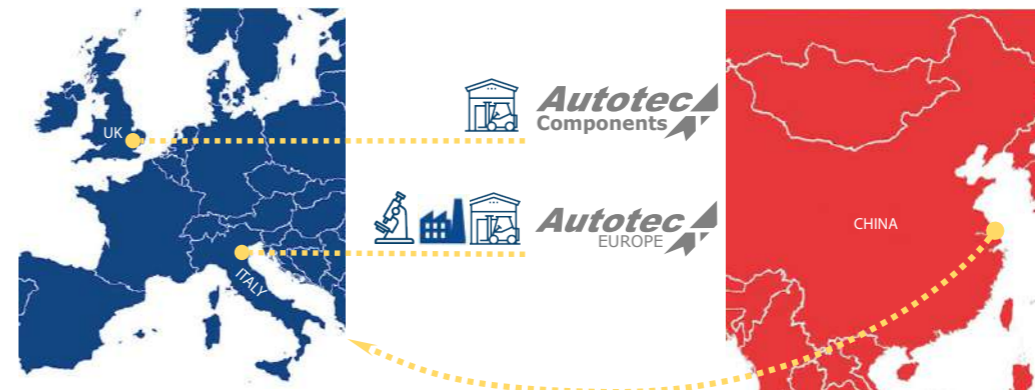 UK
Autotec
Components
Autotec
EUROPE
ITALY
CHINA